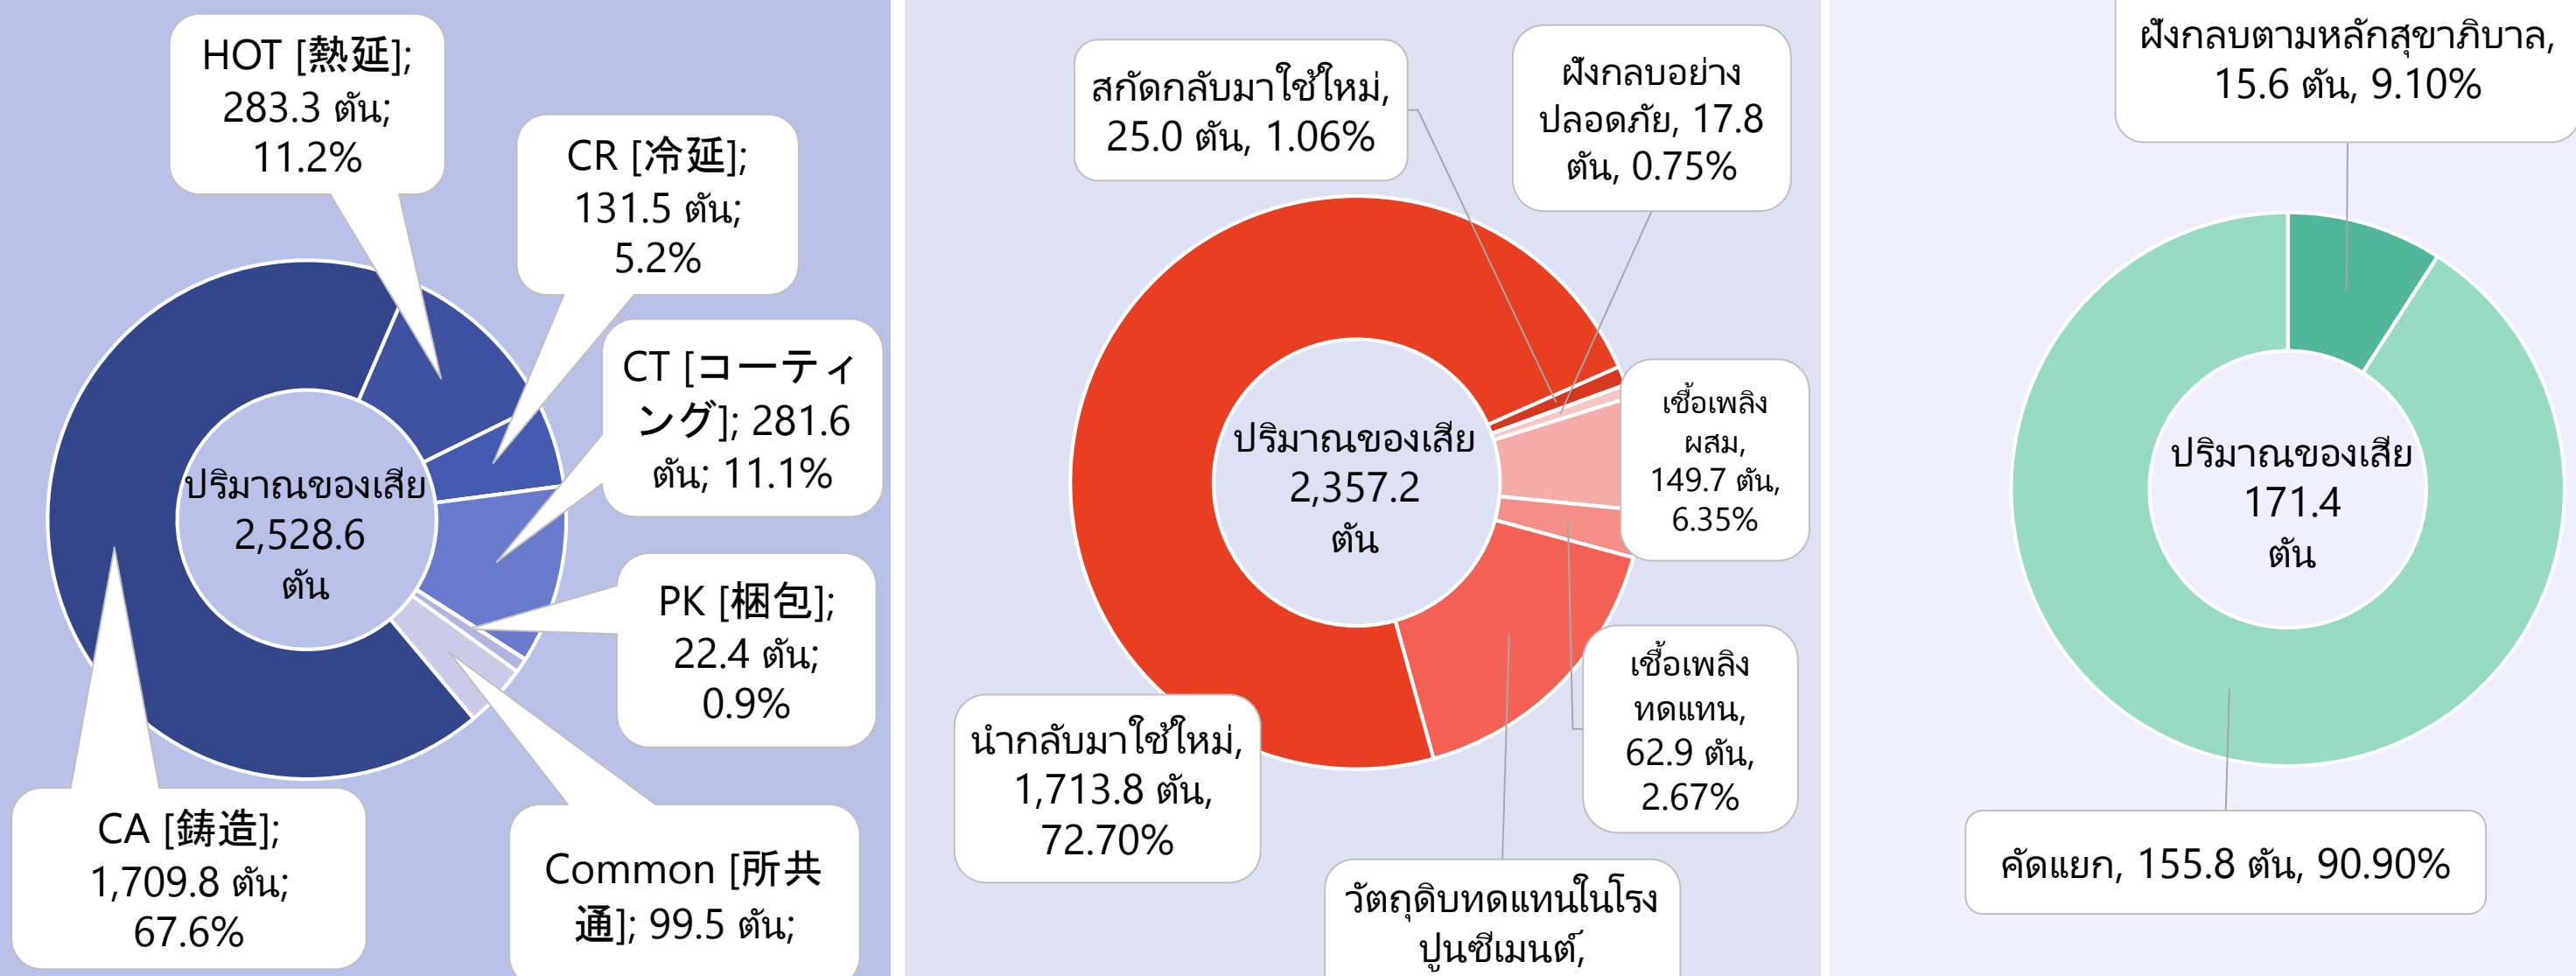 HOT [熱延];
283.3 ตัน;
11.2%
CR [冷延];
131.5 ตัน;
5.2%
CT [コーティ
ング]; 281.6
ตัน; 11.1%
PK [梱包];
22.4 ตัน;
0.9%
Common [所共
通]; 99.5 ตัน;
CA [鋳造];
1,709.8 ตัน;
67.6%
ปริมาณของเสีย
2,528.6
ตัน
สกัดกลับมาใช้ใหม่,
25.0 ตัน, 1.06%
ฝังกลบอย่าง
ปลอดภัย, 17.8
ตัน, 0.75%
เชื้อเพลิง
ผสม,
149.7 ตัน,
6.35%
เชื้อเพลิง
ทดแทน,
62.9 ตัน,
2.67%
วัตถุดิบทดแทนในโรง
ปูนซีเมนต์,
นำกลับมาใช้ใหม่,
1,713.8 ตัน,
72.70%
ปริมาณของเสีย
2,357.2
ตัน
ฝังกลบตามหลักสุขาภิบาล,
15.6 ตัน, 9.10%
ปริมาณของเสีย
171.4
ตัน
คัดแยก, 155.8 ตัน, 90.90%